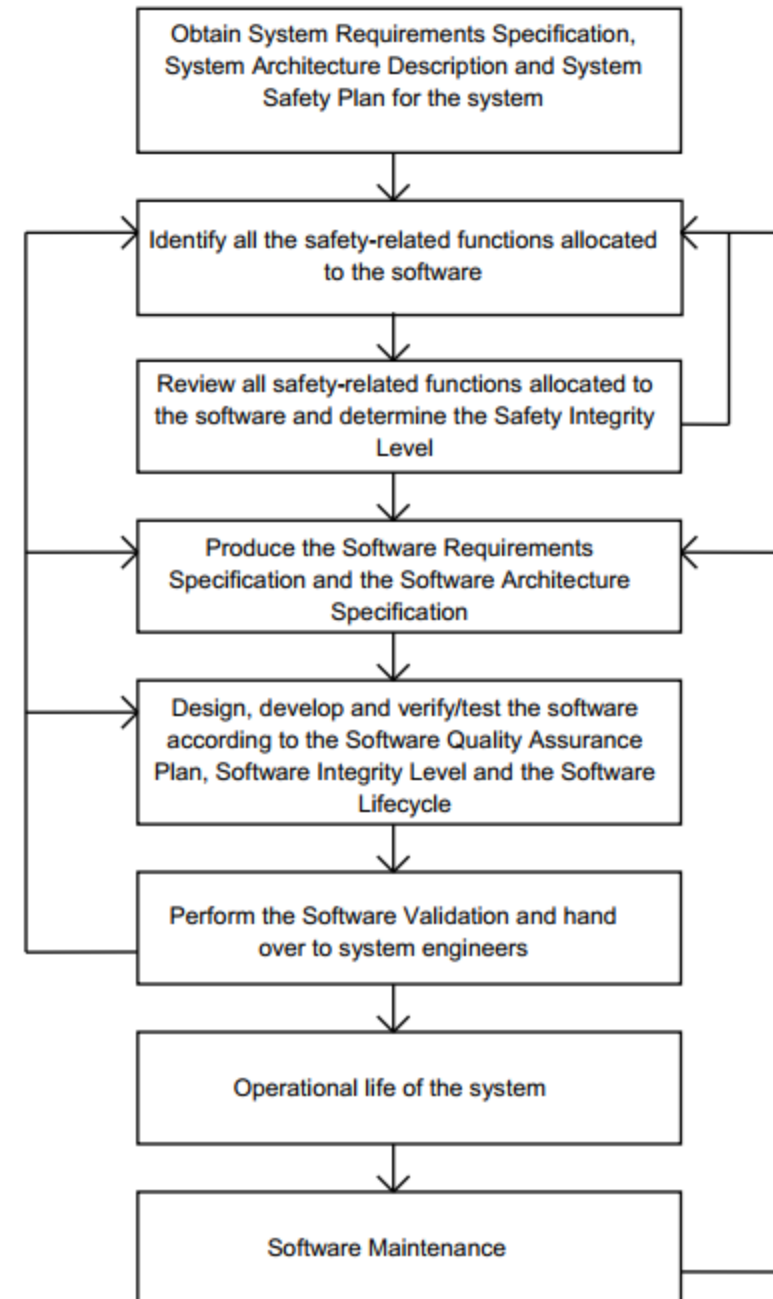 Obtain System Requirements Specification,
System Architecture Description and System
Safety Plan for the system
Identify all the safety-related functions allocated
to the software
Review all safety-related functions allocated to
the software and determine the Safety Integrity
Level
Produce the Software Requirements
Specification and the Software Architecture
Specification
Design, develop and verify/test the software
according to the Software Quality Assurance
Plan, Software Integrity Level and the Software
Lifecycle
Perform the Software Validation and hand
over to system engineers
Operational life of the system
Software Maintenance